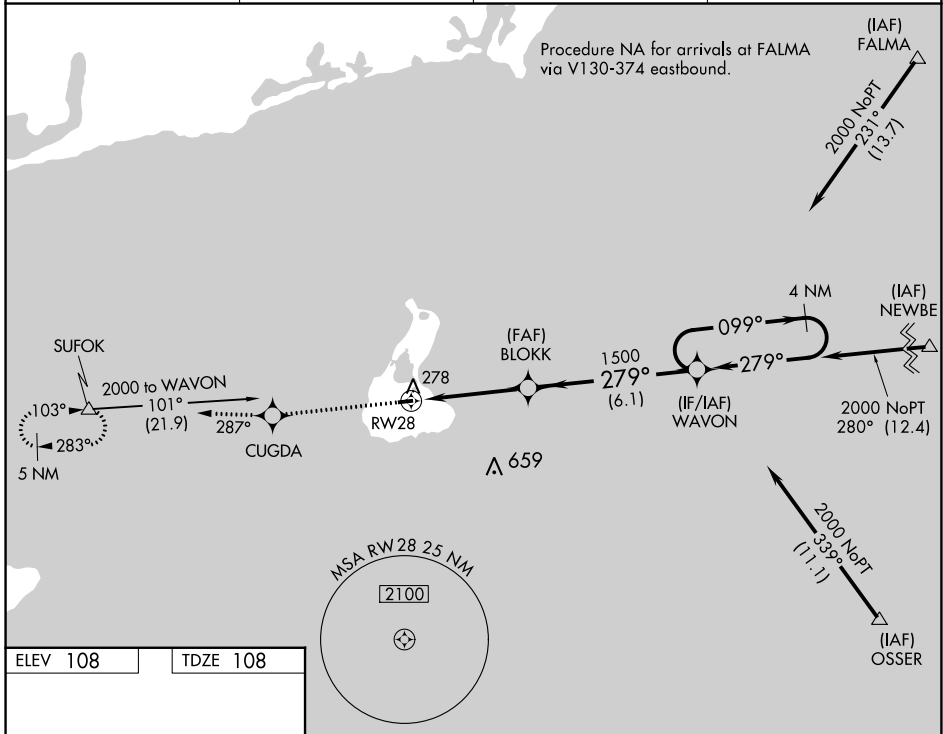 (IAF)
FALMA
Procedure NA for arrivals at FALMA
via V130-374 eastbound.
2000 NoPT
231°
(13.7)
4 NM
(IAF)
NEWBE
099°
(FAF)
BLOKK
1500
279°
(6.1)
279°
(IF/IAF)
WAVON
2000 NoPT
280° (12.4)
SUFOK
2000 to WAVON
101°
(21.9)
103°
283°
5 NM
287°
CUGDA
278
RW28
659
2000 NoPT
339°
(11.1)
(IAF)
OSSER
MSA RW28 25 NM
2100
ELEV 108
TDZE 108